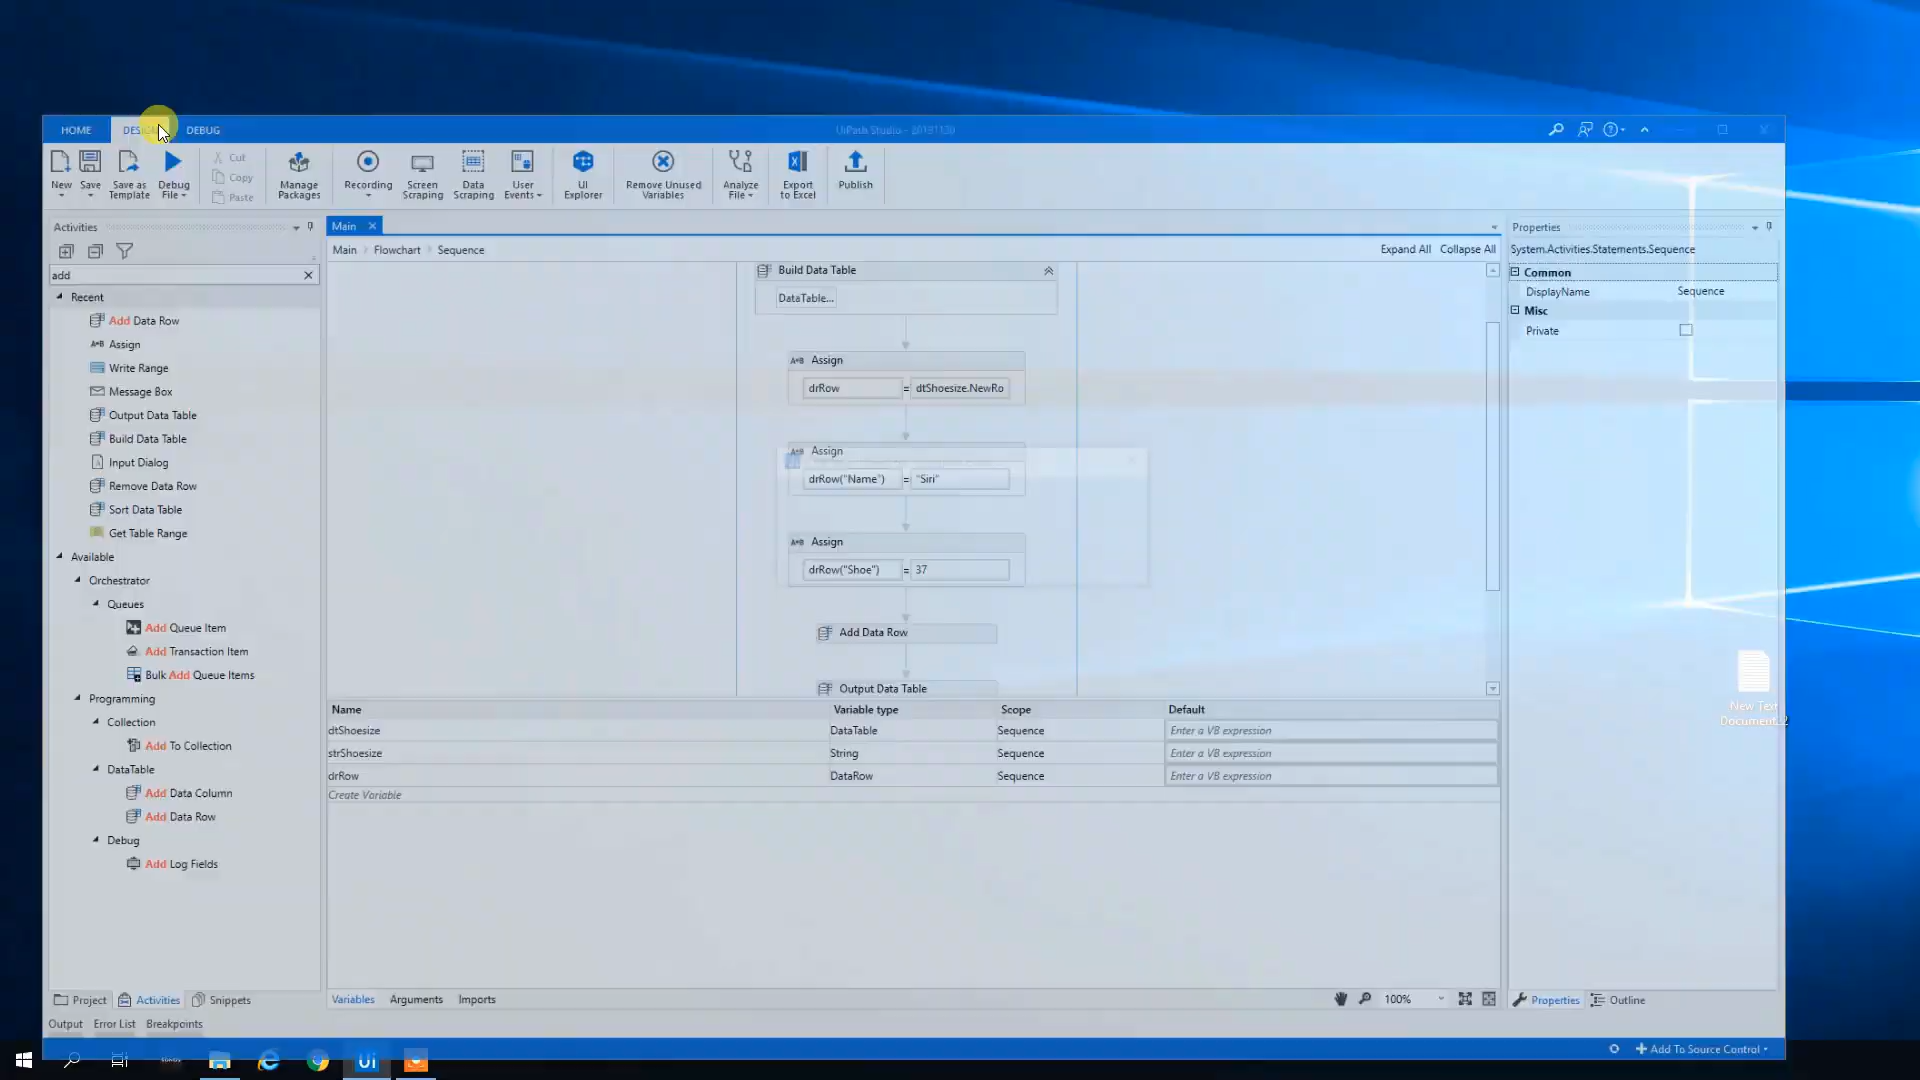 HOME DESIGN DEBUG UiPath Studio - 20191130
New Save Save as Template Debug File Cut Copy Paste Manage Packages Recording Screen Scraping Data Scraping User Events UI Explorer Remove Unused Variables Analyze File Export to Excel Publish
Activities
add
Recent
Add Data Row
Assign
Write Range
Message Box
Output Data Table
Build Data Table
Input Dialog
Remove Data Row
Sort Data Table
Get Table Range
Available
Orchestrator
Queues
Add Queue Item
Add Transaction Item
Bulk Add Queue Items
Programming
Collection
Add To Collection
DataTable
Add Data Column
Add Data Row
Debug
Add Log Fields
Project Activities Snippets
Main
Main Flowchart Sequence Expand All Collapse All
Build Data Table
DataTable...
A+B Assign
drRow = dtShoesize.NewRo
A+B Assign
drRow("Name") = "Siri"
A+B Assign
drRow("Shoe") = 37
Add Data Row
Output Data Table
Name Variable type Scope Default
dtShoesize DataTable Sequence Enter a VB expression
strShoesize String Sequence Enter a VB expression
drRow DataRow Sequence Enter a VB expression
Create Variable
Variables Arguments Imports 100%
Properties
System.Activities.Statements.Sequence
Common
DisplayName Sequence
Misc
Private
Properties Outline
New Text
Document...2
Output Error List Breakpoints
Add To Source Control
Ui